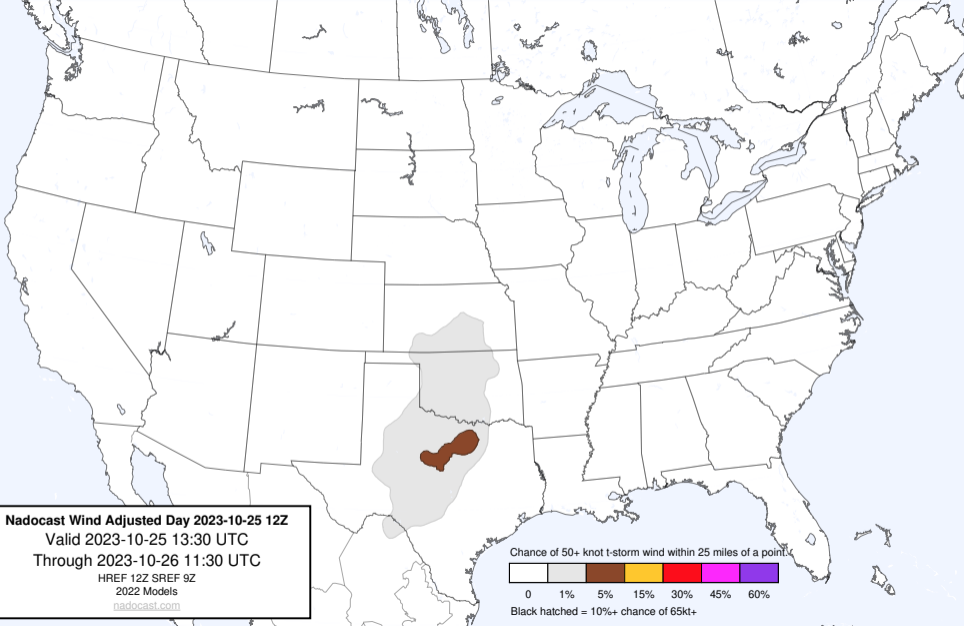 Nadocast Wind Adjusted Day 2023-10-25 12Z
Valid 2023-10-25 13:30 UTC
Through 2023-10-26 11:30 UTC
HREF 12Z SREF 9Z
2022 Models
nadocast.com
Chance of 50+ knot t-storm wind within 25 miles of a point.
0 1% 5% 15% 30% 45% 60%
Black hatched = 10%+ chance of 65kt+